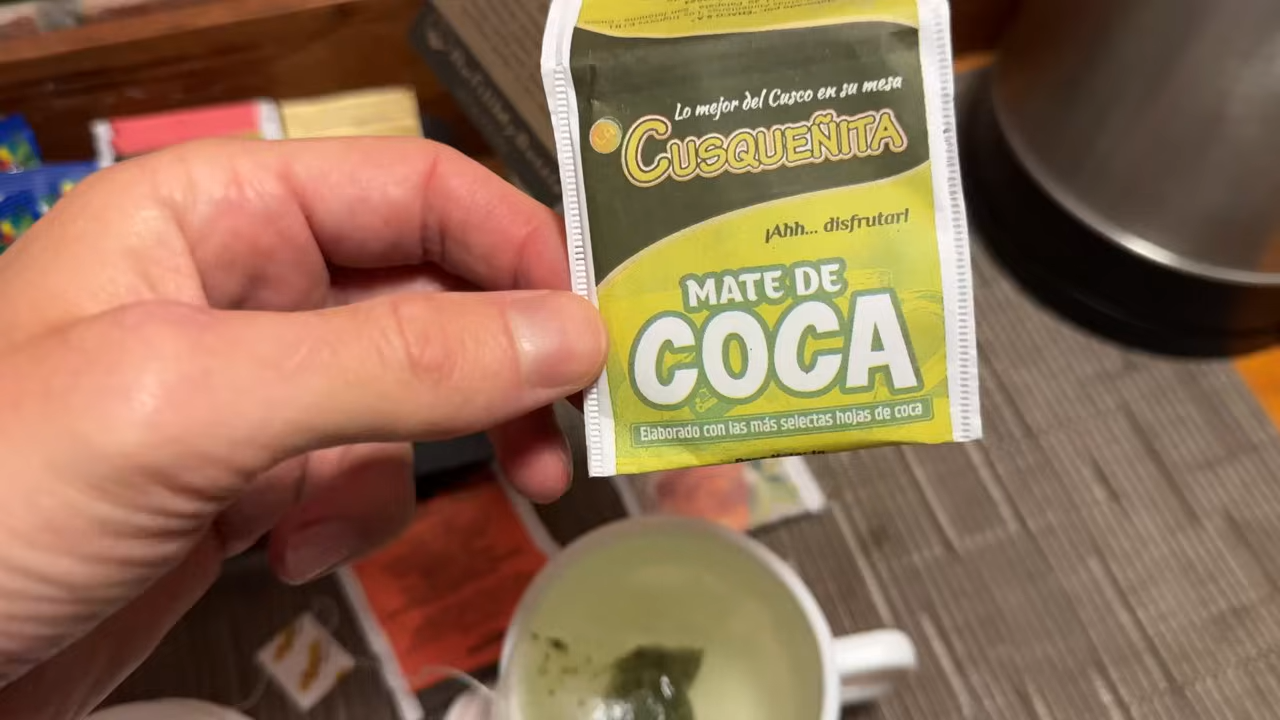 Lo mejor del Cusco en su mesa
CUSQUEÑITA
¡Ahh... disfrutar!
MATE DE
COCA
Elaborado con las más selectas hojas de coca